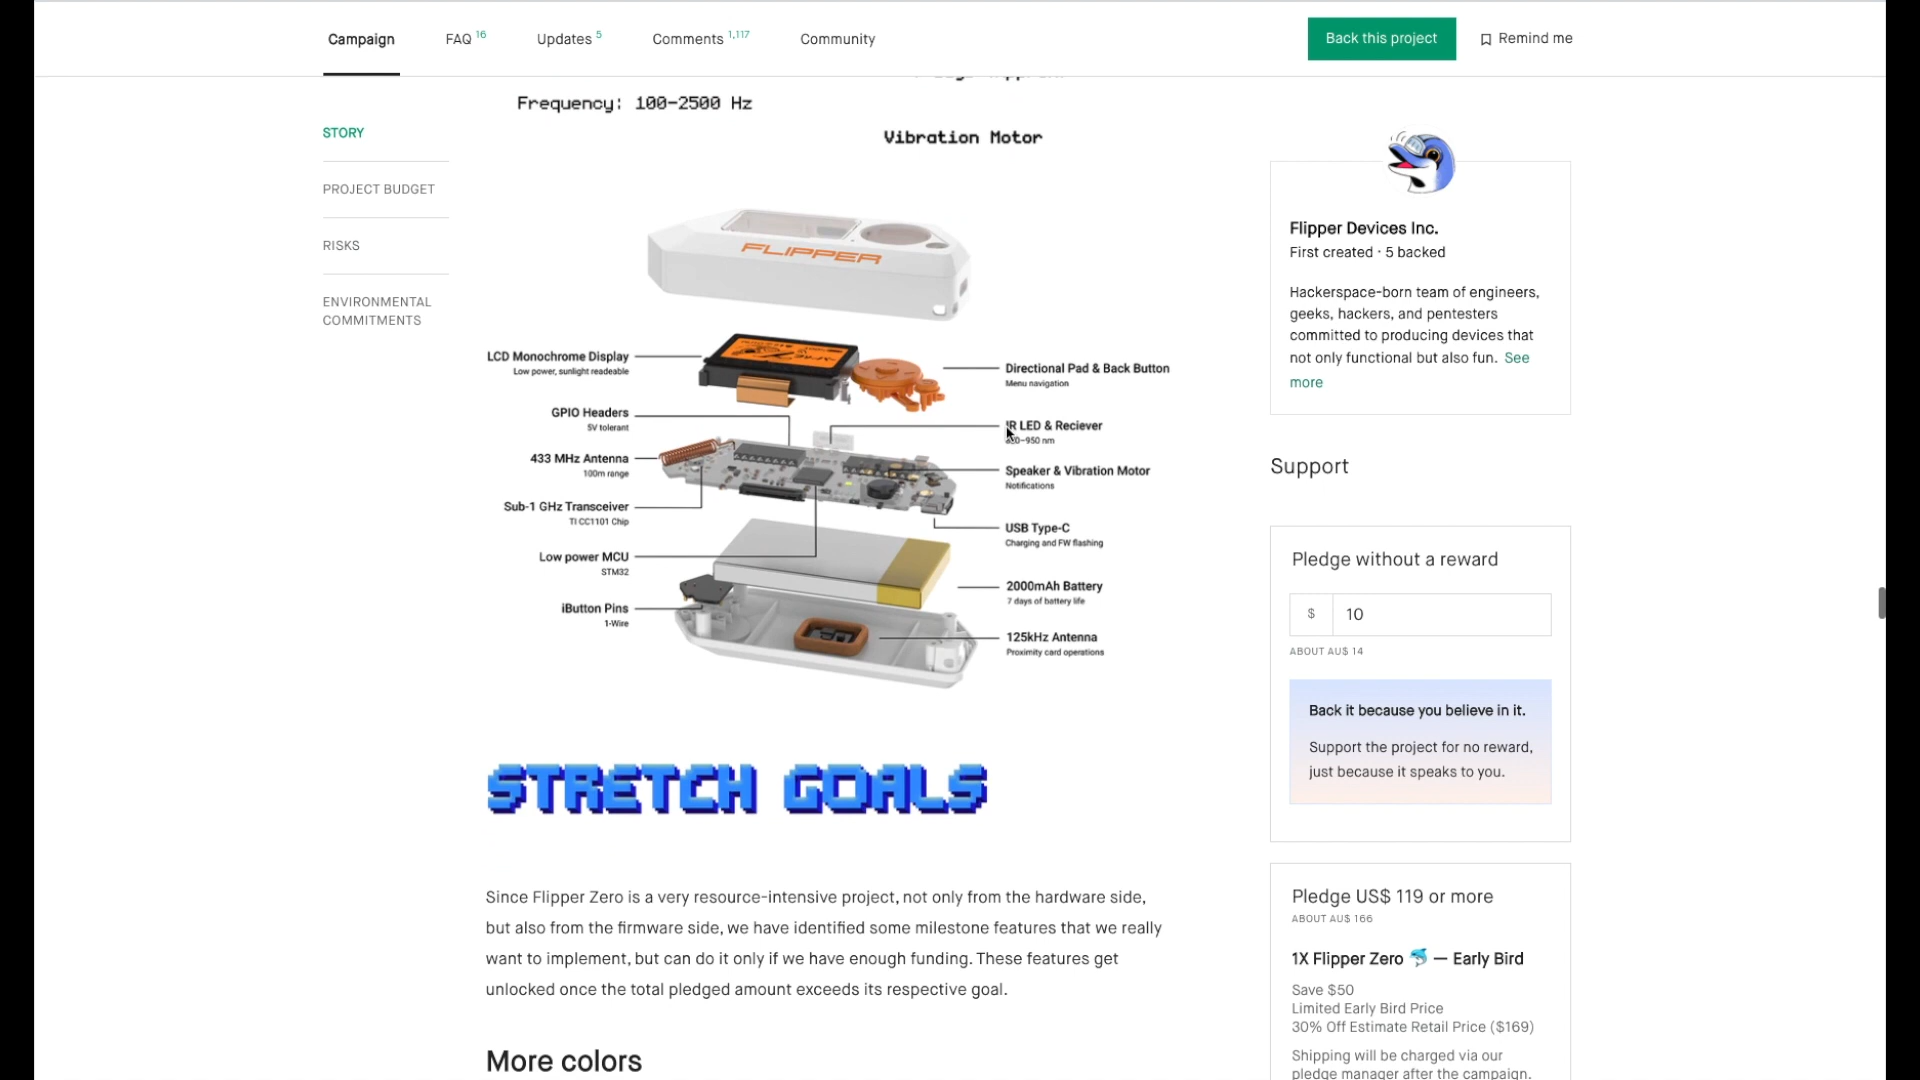 Campaign
FAQ 16
Updates 5
Comments 1,117
Community
Back this project
Remind me
STORY
PROJECT BUDGET
RISKS
ENVIRONMENTAL
COMMITMENTS
Frequency: 100-2500 Hz
Vibration Motor
FLIPPER
LCD Monochrome Display
Low power, sunlight readeable
GPIO Headers
5V tolerant
433 MHz Antenna
100m range
Sub-1 GHz Transceiver
TI CC1101 Chip
Low power MCU
STM32
iButton Pins
1-Wire
Directional Pad & Back Button
Menu navigation
IR LED & Reciever
Speaker & Vibration Motor
Notifications
USB Type-C
Charging and FW flashing
2000mAh Battery
7 days of battery life
125kHz Antenna
Proximity card operations
STRETCH GOALS
Since Flipper Zero is a very resource-intensive project, not only from the hardware side,
but also from the firmware side, we have identified some milestone features that we really
want to implement, but can do it only if we have enough funding. These features get
unlocked once the total pledged amount exceeds its respective goal.
More colors
Flipper Devices Inc.
First created · 5 backed
Hackerspace-born team of engineers,
geeks, hackers, and pentesters
committed to producing devices that
not only functional but also fun. See
more
Support
Pledge without a reward
$ 10
ABOUT AU$ 14
Back it because you believe in it.
Support the project for no reward,
just because it speaks to you.
Pledge US$ 119 or more
ABOUT AU$ 166
1X Flipper Zero 🐬 — Early Bird
Save $50
Limited Early Bird Price
30% Off Estimate Retail Price ($169)
Shipping will be charged via our
pledge manager after the campaign.